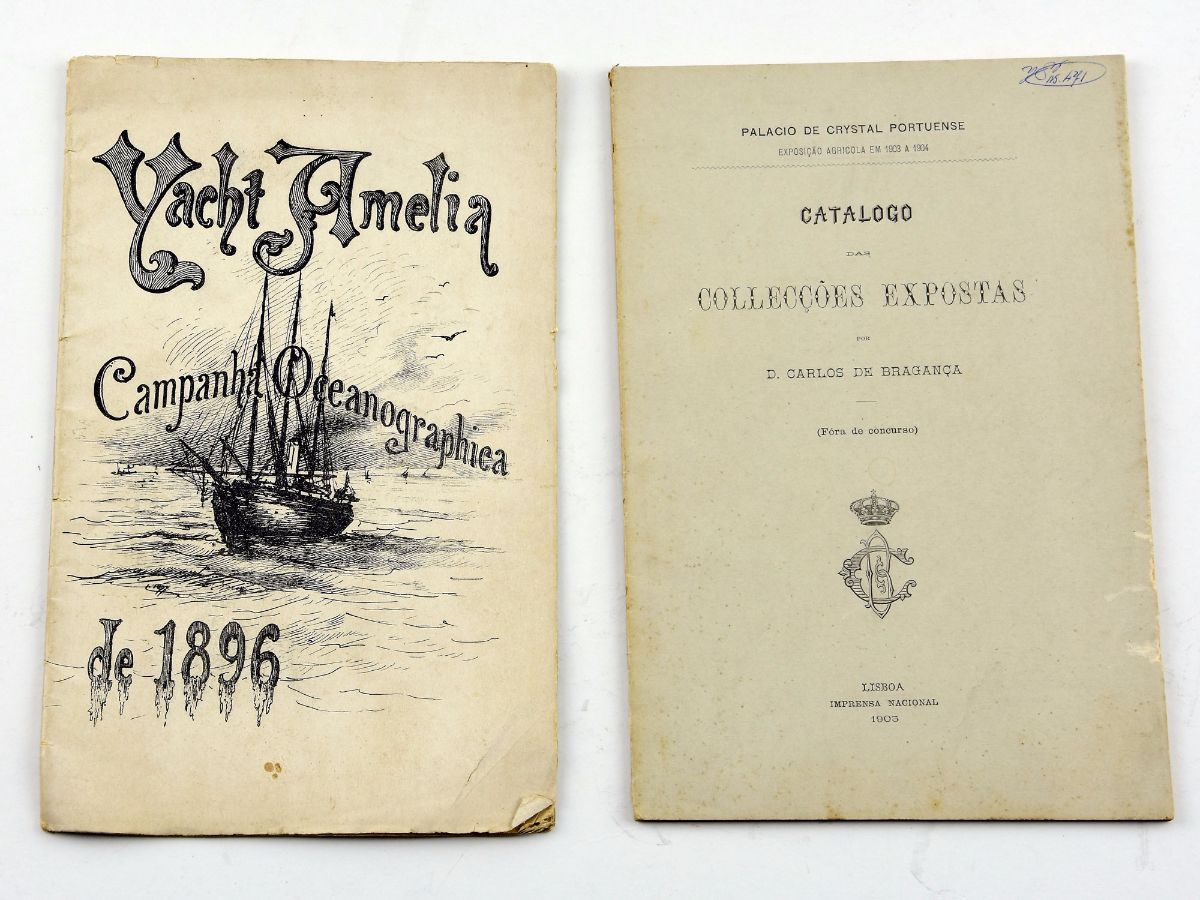 Yacht Amelia
Campanha Oceanographica
de 1896
PALACIO DE CRYSTAL PORTUENSE
EXPOSIÇÃO AGRICOLA EM 1903 A 1904
CATALOGO
DAS
COLLECÇÕES EXPOSTAS
POR
D. CARLOS DE BRAGANÇA
(Fóra de concurso)
LISBOA
IMPRENSA NACIONAL
1903